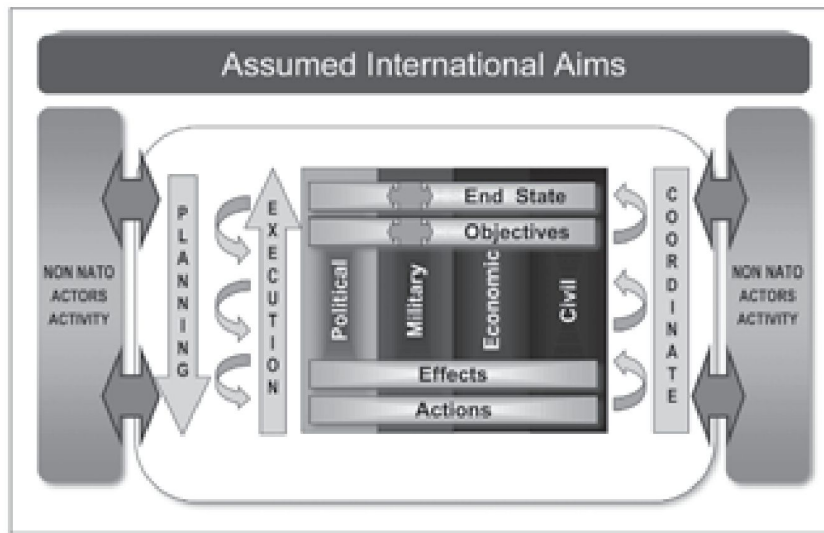 Assumed International Aims
NON NATO
ACTORS
ACTIVITY
PLANNING
EXECUTION
End State
Objectives
Political
Military
Economic
Civil
Effects
Actions
COORDINATE
NON NATO
ACTORS
ACTIVITY